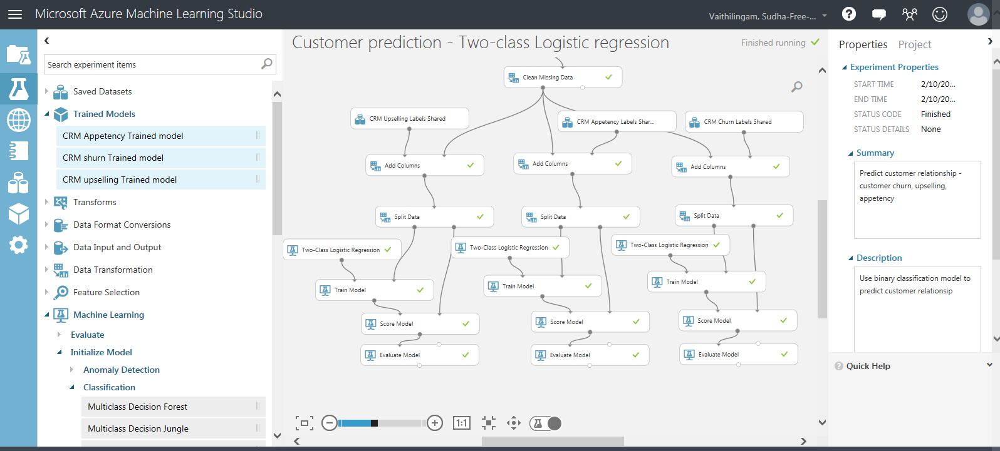 Microsoft Azure Machine Learning Studio
Vaithilingam, Sudha-Free-...
Search experiment items
Saved Datasets
Trained Models
CRM Appetency Trained model
CRM shurn Trained model
CRM upselling Trained model
Transforms
Data Format Conversions
Data Input and Output
Data Transformation
Feature Selection
Machine Learning
Evaluate
Initialize Model
Anomaly Detection
Classification
Multiclass Decision Forest
Multiclass Decision Jungle
Customer prediction - Two-class Logistic regression
Finished running
Clean Missing Data
CRM Upselling Labels Shared
CRM Appetency Labels Shar...
CRM Churn Labels Shared
Add Columns
Add Columns
Add Columns
Split Data
Split Data
Split Data
Two-Class Logistic Regression
Two-Class Logistic Regression
Two-Class Logistic Regression
Train Model
Train Model
Train Model
Score Model
Score Model
Score Model
Evaluate Model
Evaluate Model
Evaluate Model
1:1
Properties Project
Experiment Properties
START TIME 2/10/20...
END TIME 2/10/20...
STATUS CODE Finished
STATUS DETAILS None
Summary
Predict customer relationship -
customer churn, upselling,
appetency
Description
Use binary classification model to
predict customer relationsip
Quick Help